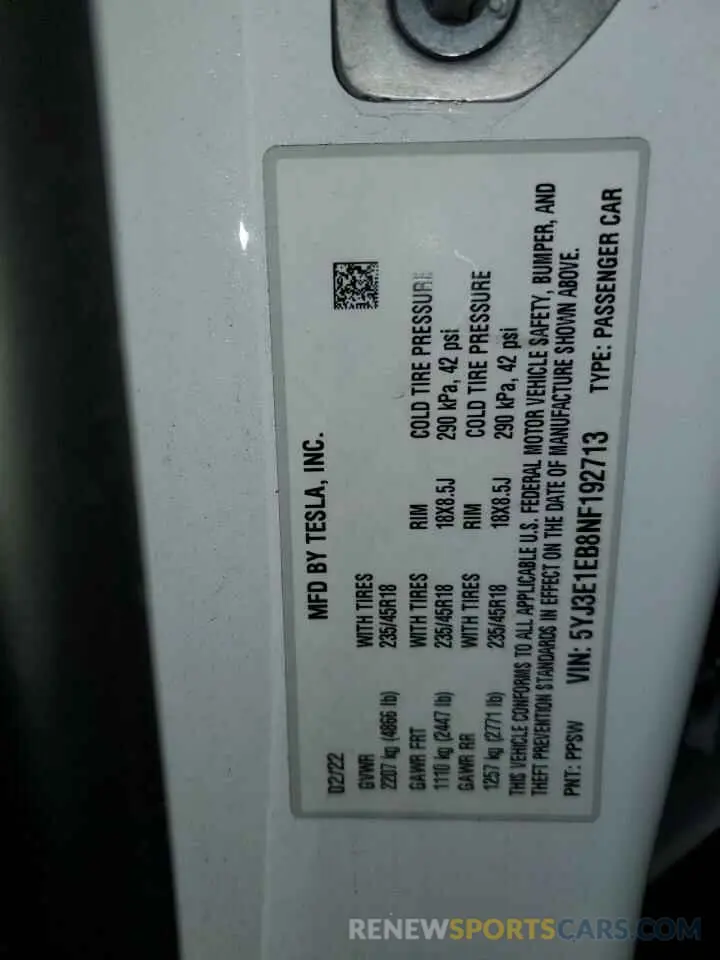 MFD BY TESLA, INC.
02/22
GVWR WITH TIRES
2207 kg (4866 lb) 235/45R18
GAWR FRT WITH TIRES RIM COLD TIRE PRESSURE
1110 kg (2447 lb) 235/45R18 18X8.5J 290 kPa, 42 psi
GAWR RR WITH TIRES RIM COLD TIRE PRESSURE
1257 kg (2771 lb) 235/45R18 18X8.5J 290 kPa, 42 psi
THIS VEHICLE CONFORMS TO ALL APPLICABLE U.S. FEDERAL MOTOR VEHICLE SAFETY, BUMPER, AND
THEFT PREVENTION STANDARDS IN EFFECT ON THE DATE OF MANUFACTURE SHOWN ABOVE.
PNT: PPSW VIN: 5YJ3E1EB8NF192713 TYPE: PASSENGER CAR
RENEWSPORTSCARS.COM